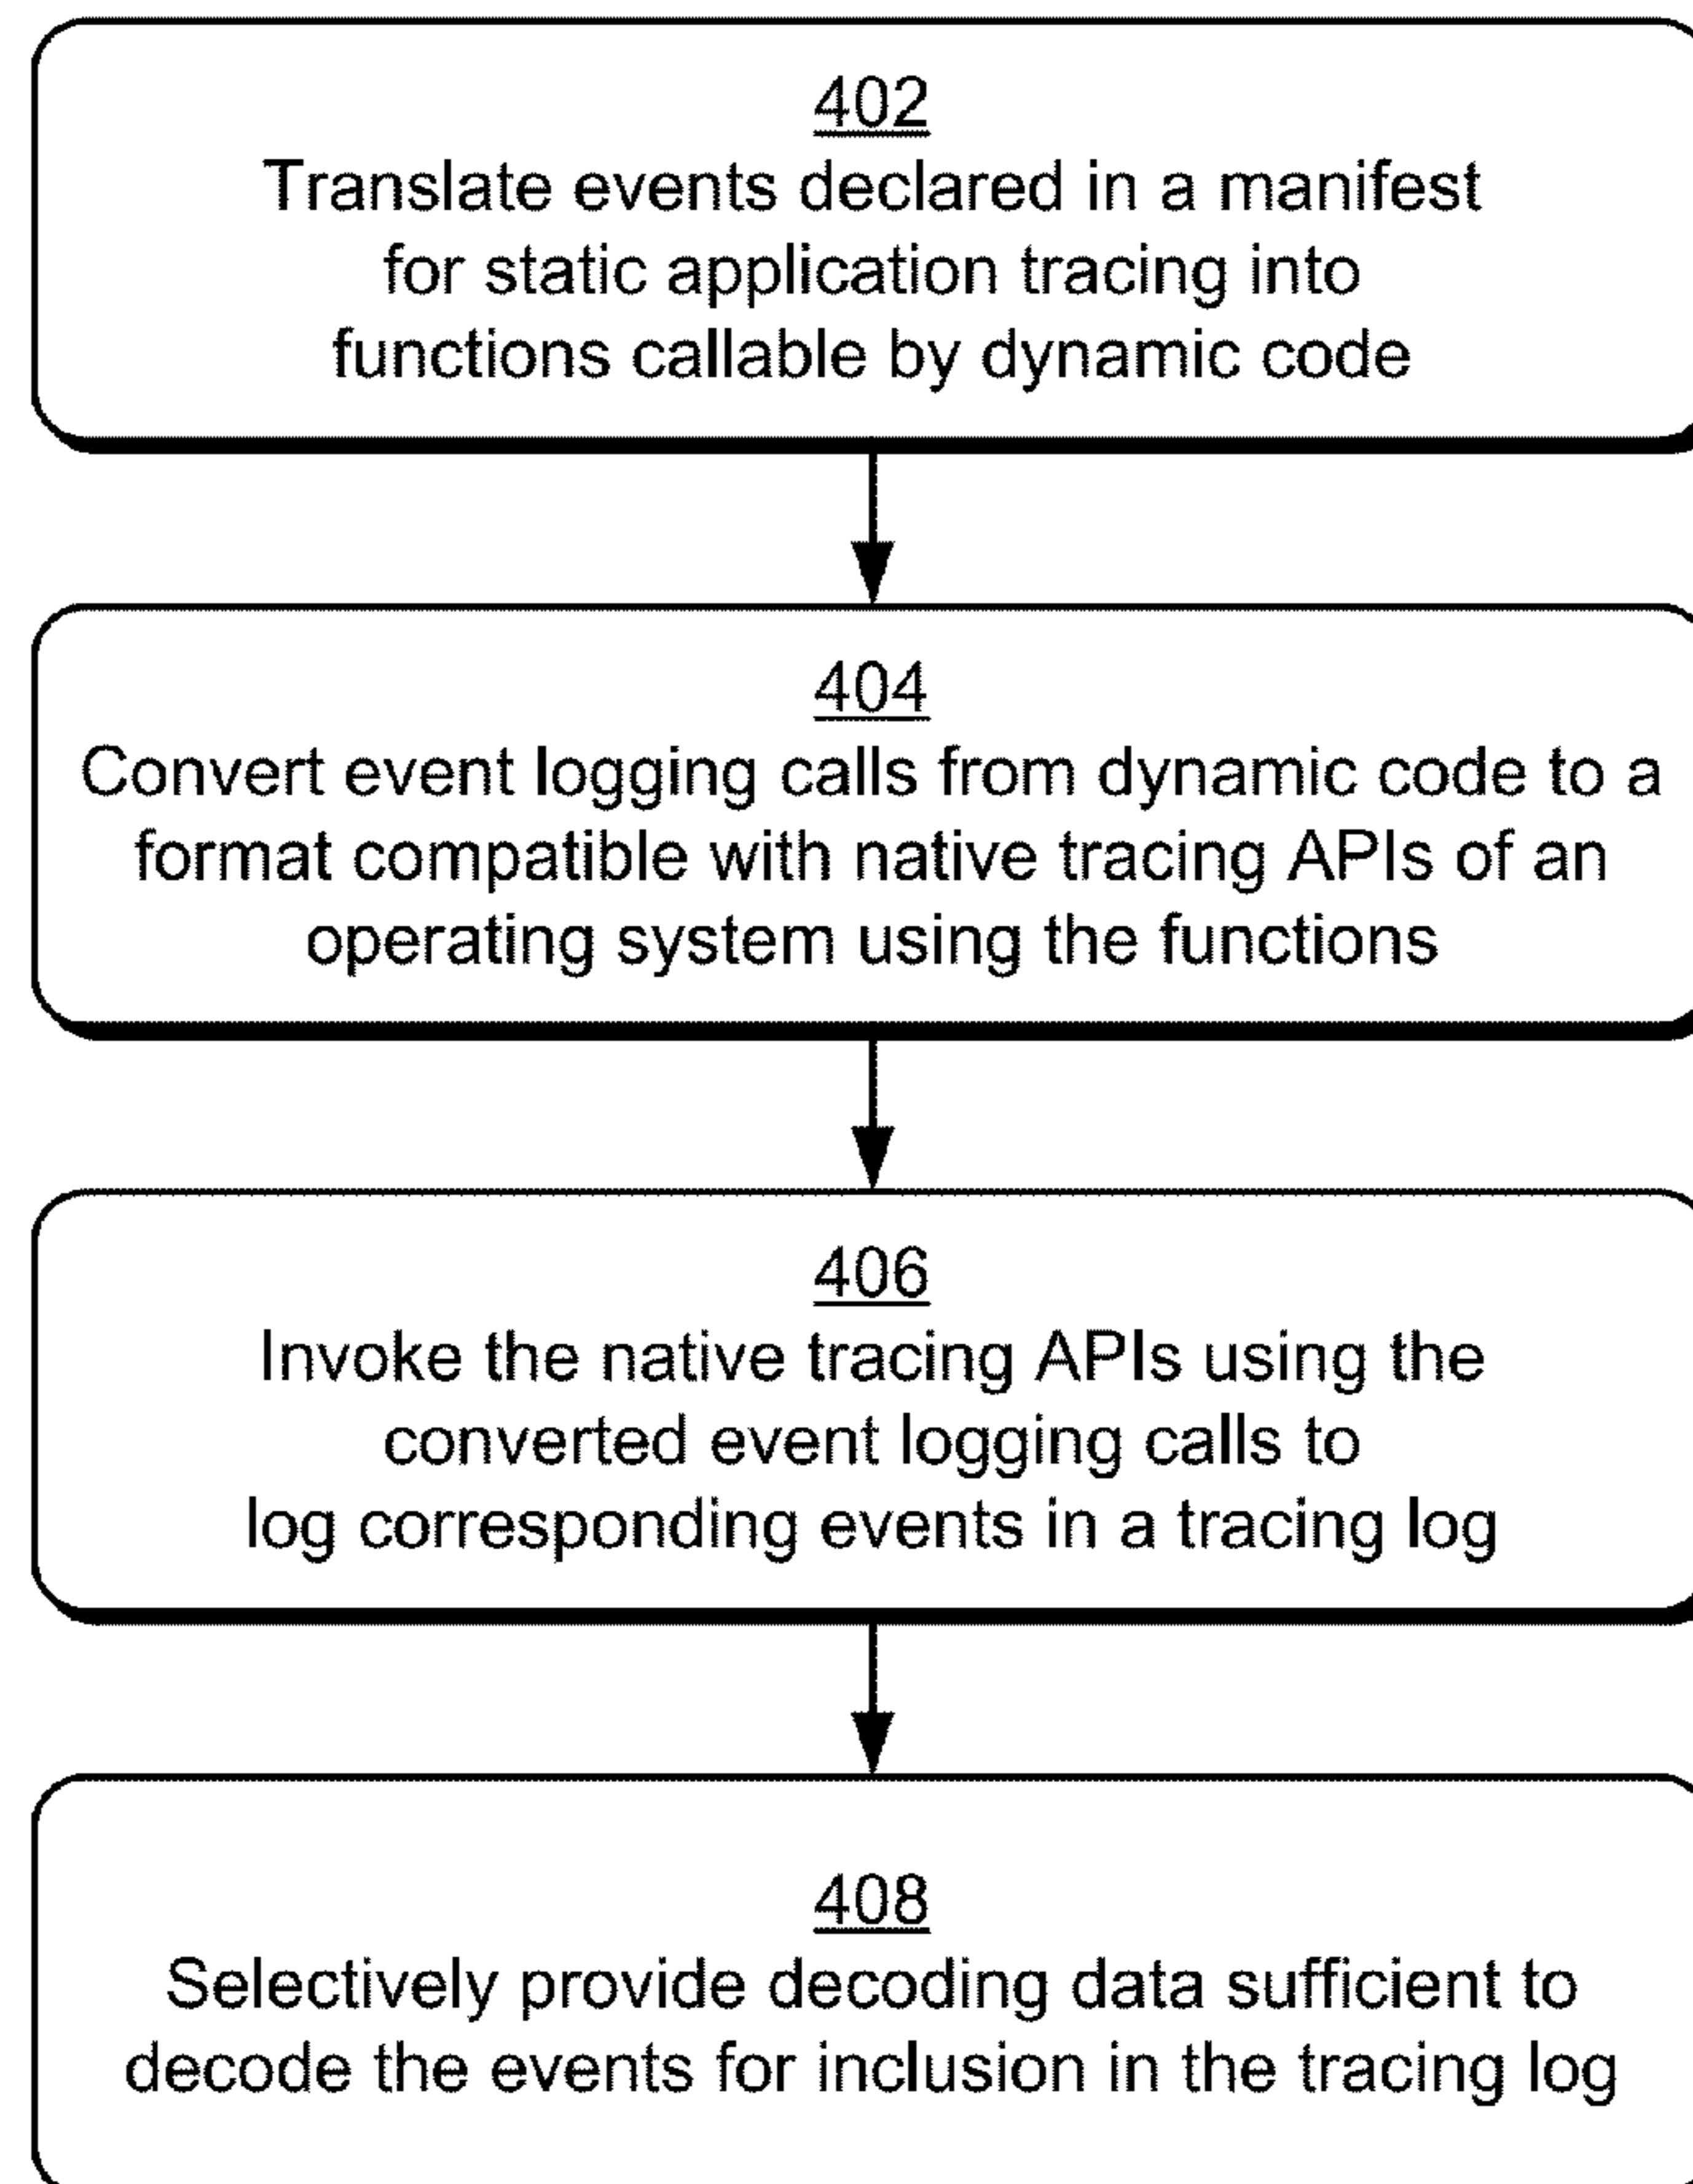 402
Translate events declared in a manifest
for static application tracing into
functions callable by dynamic code
404
Convert event logging calls from dynamic code to a
format compatible with native tracing APIs of an
operating system using the functions
406
Invoke the native tracing APIs using the
converted event logging calls to
log corresponding events in a tracing log
408
Selectively provide decoding data sufficient to
decode the events for inclusion in the tracing log